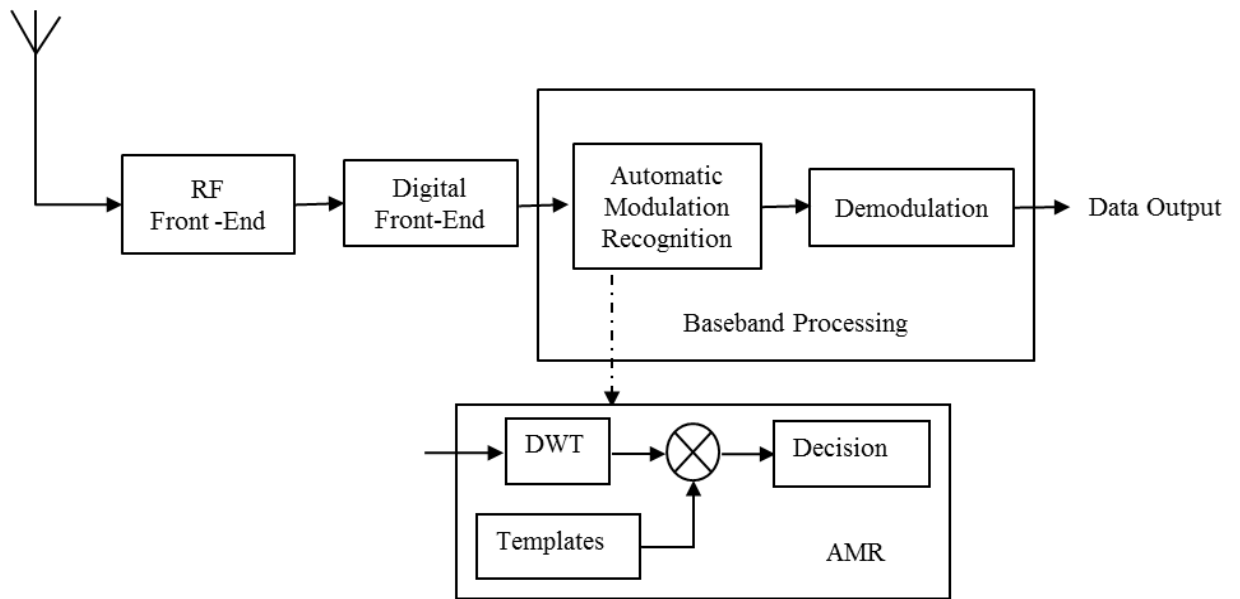 RF
Front -End
Digital
Front-End
Automatic
Modulation
Recognition
Demodulation
Data Output
Baseband Processing
DWT
Decision
Templates
AMR